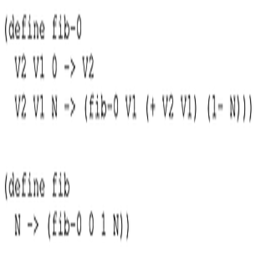 (define fib-0
V2 V1 0 -> V2
V2 V1 N -> (fib-0 V1 (+ V2 V1) (1- N)))
(define fib
N -> (fib-0 0 1 N))